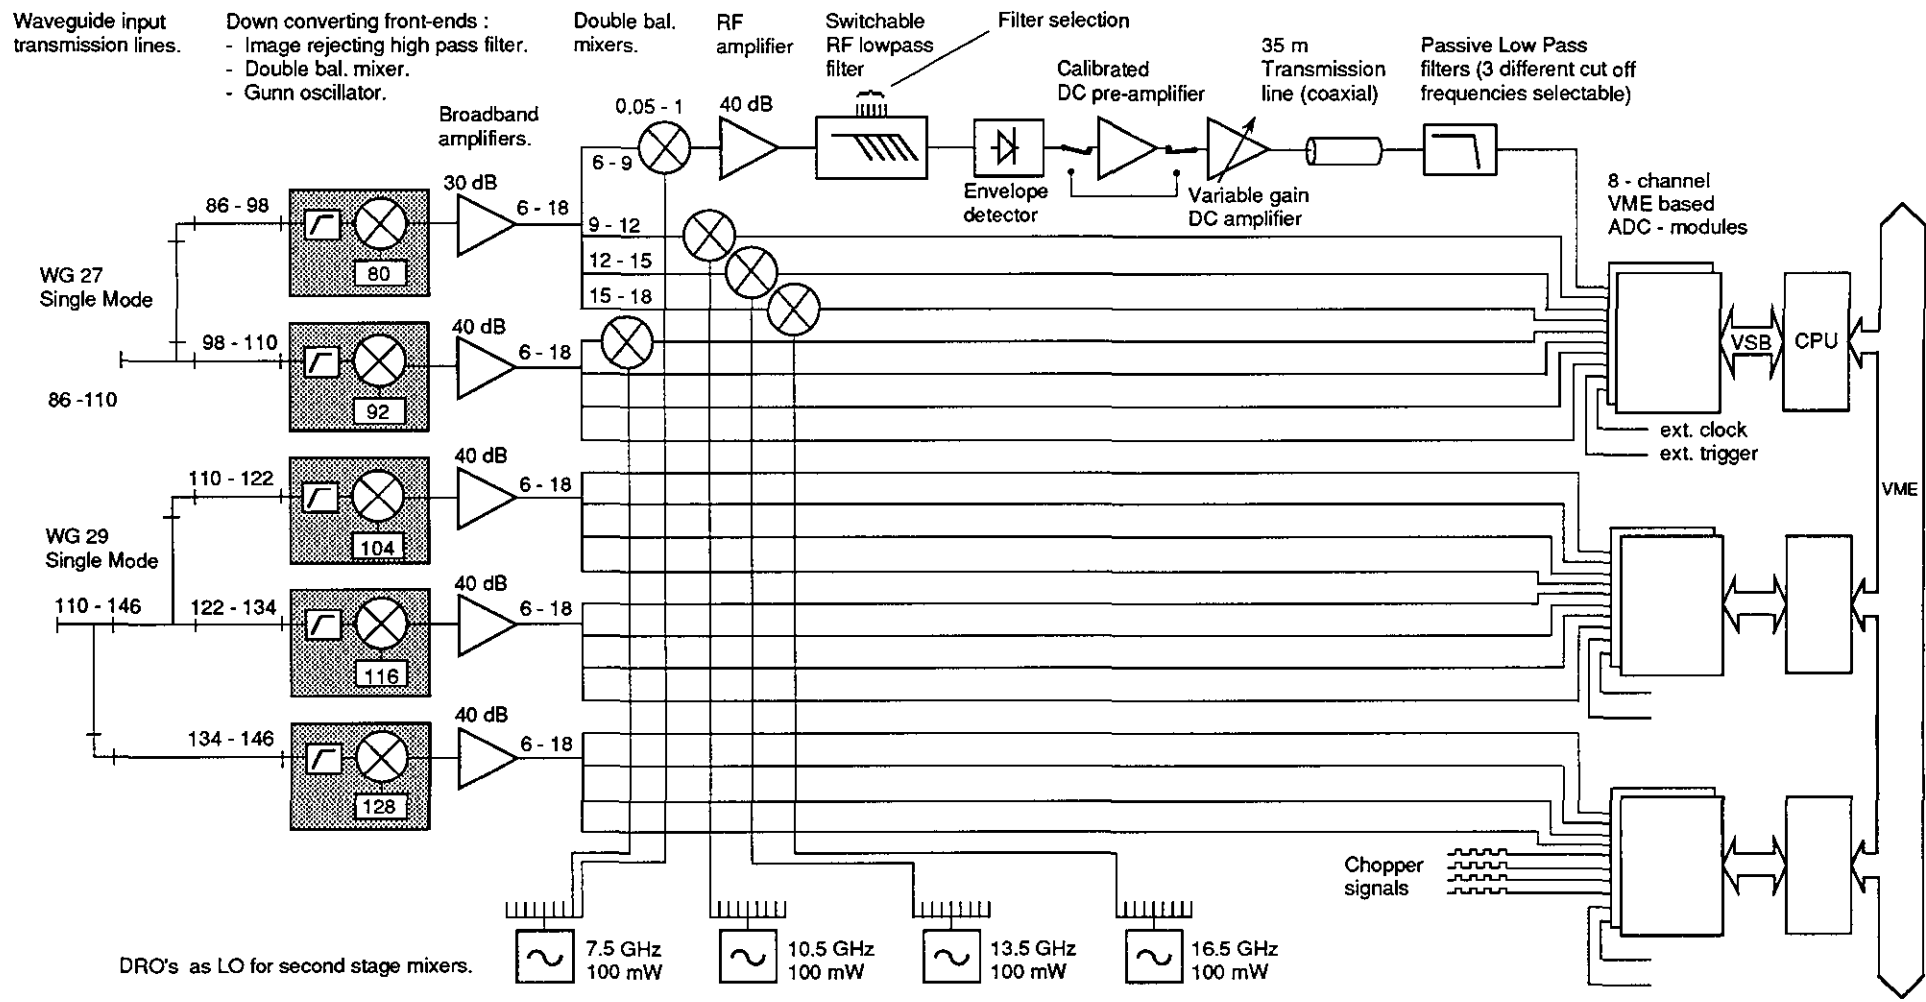 Waveguide input
transmission lines.
Down converting front-ends :
- Image rejecting high pass filter.
- Double bal. mixer.
- Gunn oscillator.
Double bal.
mixers.
RF
amplifier
Switchable
RF lowpass
filter
Filter selection
Calibrated
DC pre-amplifier
35 m
Transmission
line (coaxial)
Passive Low Pass
filters (3 different cut off
frequencies selectable)
Broadband
amplifiers.
0.05 - 1
40 dB
6 - 9
Envelope
detector
Variable gain
DC amplifier
8 - channel
VME based
ADC - modules
86 - 98
80
30 dB
6 - 18
9 - 12
12 - 15
15 - 18
WG 27
Single Mode
98 - 110
92
40 dB
6 - 18
86 -110
VSB
CPU
ext. clock
ext. trigger
VME
110 - 122
104
40 dB
6 - 18
WG 29
Single Mode
110 - 146
122 - 134
116
40 dB
6 - 18
134 - 146
128
40 dB
6 - 18
Chopper
signals
DRO's as LO for second stage mixers.
7.5 GHz
100 mW
10.5 GHz
100 mW
13.5 GHz
100 mW
16.5 GHz
100 mW